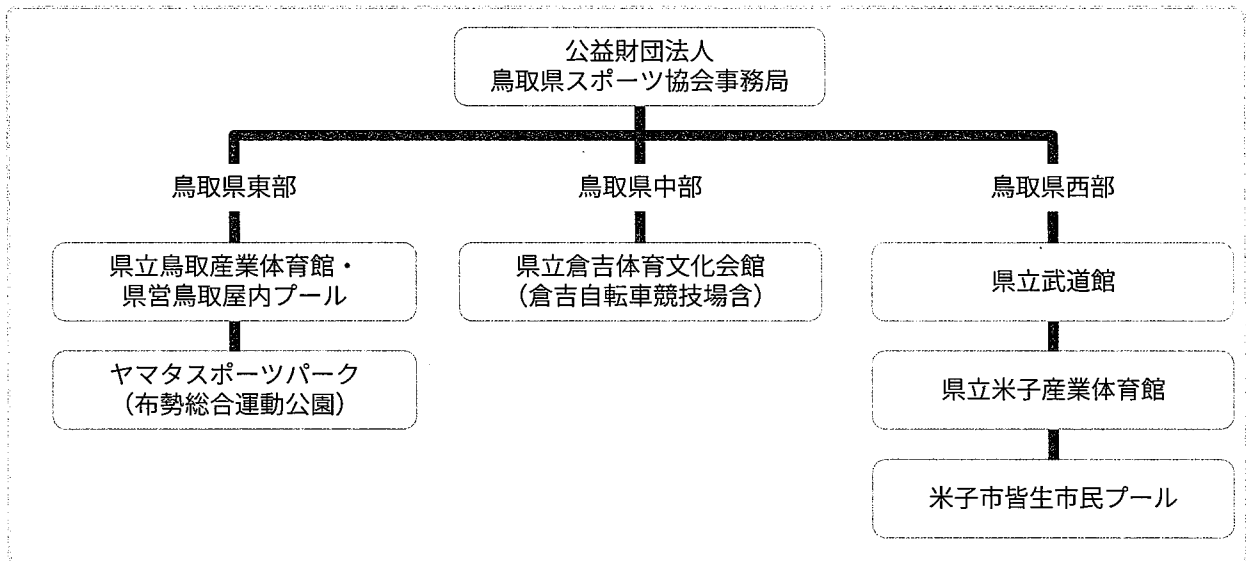 公益財団法人
鳥取県スポーツ協会事務局
鳥取県東部
鳥取県中部
鳥取県西部
県立鳥取産業体育館・
県営鳥取屋内プール
県立倉吉体育文化会館
（倉吉自転車競技場含）
県立武道館
ヤマタスポーツパーク
（布勢総合運動公園）
県立米子産業体育館
米子市皆生市民プール